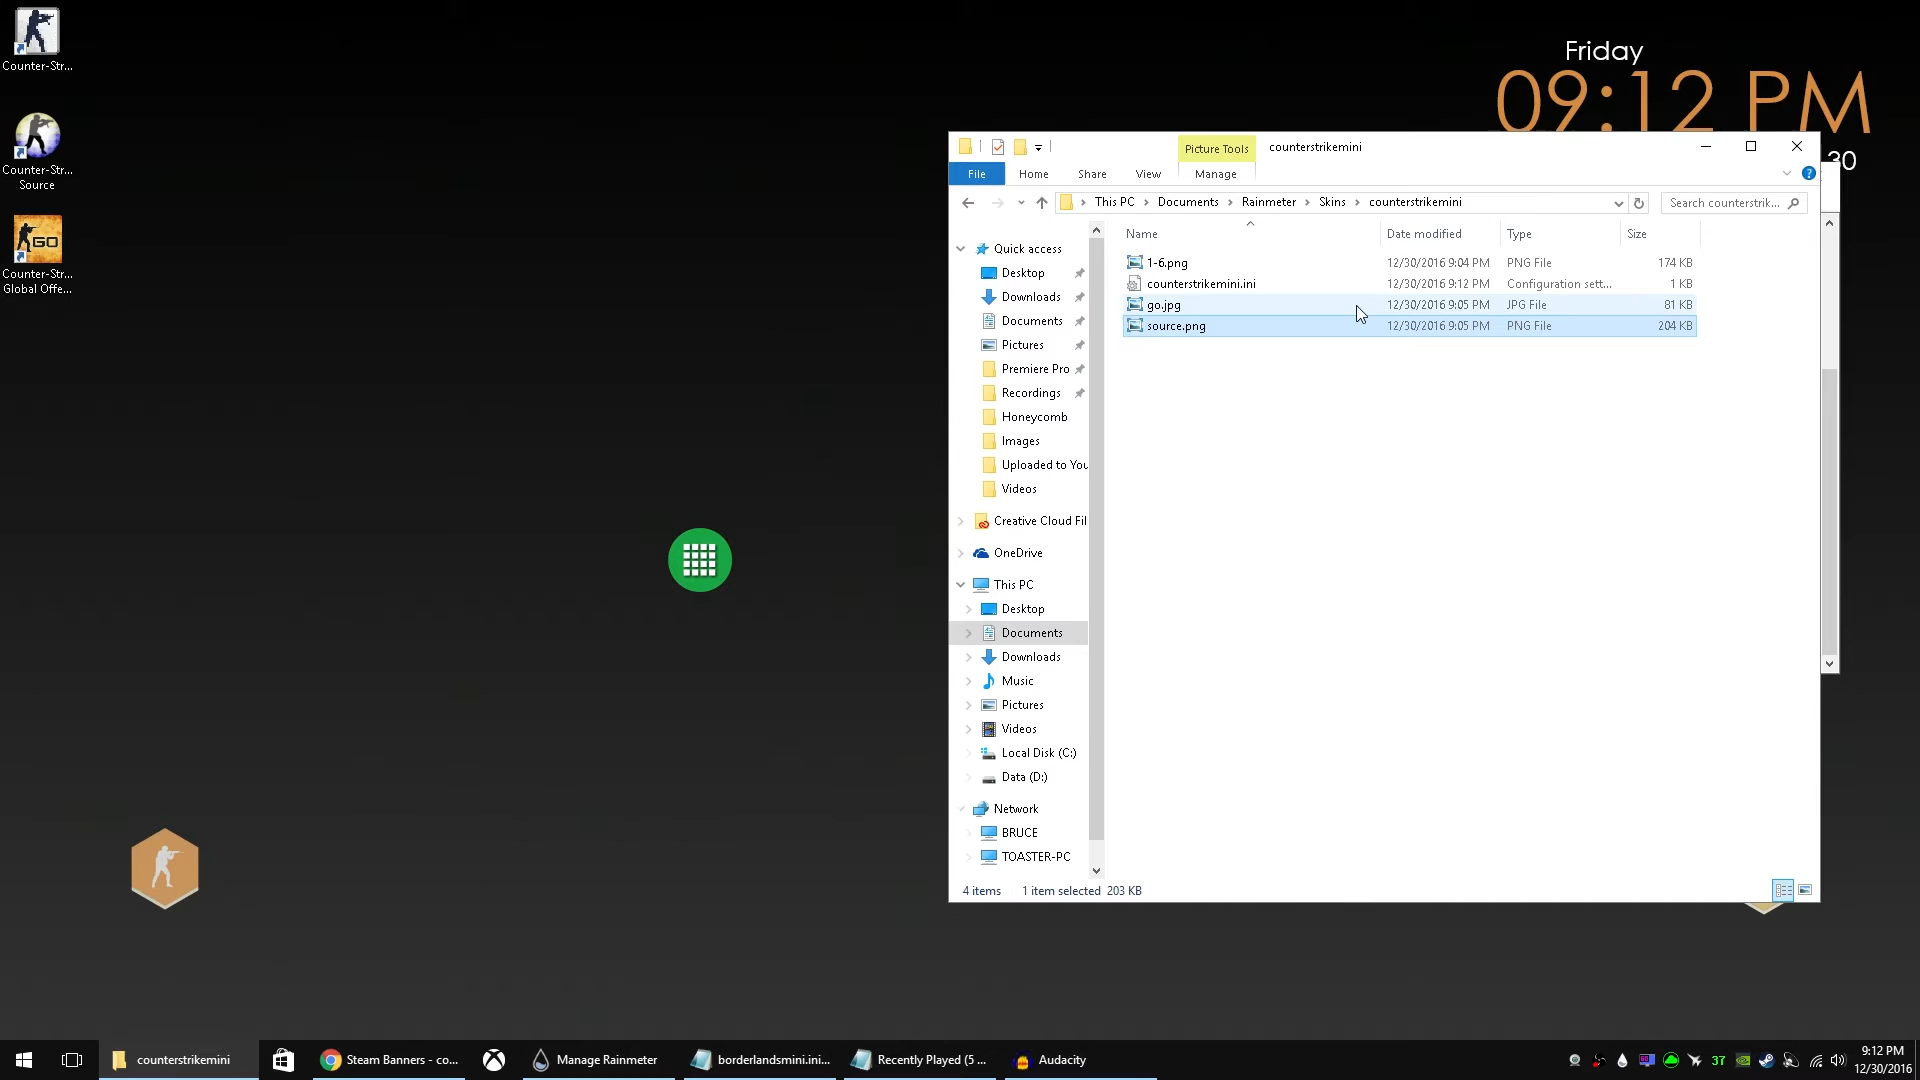 Counter-Str...
Counter-Str...
Source
GO
Counter-Str...
Global Offe...
Friday
09:12 PM
30
Picture Tools
counterstrikemini
File
Home
Share
View
Manage
This PC
Documents
Rainmeter
Skins
counterstrikemini
Search counterstrik...
Name
Date modified
Type
Size
1-6.png
12/30/2016 9:04 PM
PNG File
174 KB
counterstrikemini.ini
12/30/2016 9:12 PM
Configuration sett...
1 KB
go.jpg
12/30/2016 9:05 PM
JPG File
81 KB
source.png
12/30/2016 9:05 PM
PNG File
204 KB
Quick access
Desktop
Downloads
Documents
Pictures
Premiere Pro
Recordings
Honeycomb
Images
Uploaded to You
Videos
Creative Cloud Fil
OneDrive
This PC
Desktop
Documents
Downloads
Music
Pictures
Videos
Local Disk (C:)
Data (D:)
Network
BRUCE
TOASTER-PC
4 items
1 item selected 203 KB
counterstrikemini
Steam Banners - co...
Manage Rainmeter
borderlandsmini.ini...
Recently Played (5 ...
Audacity
37
9:12 PM
12/30/2016